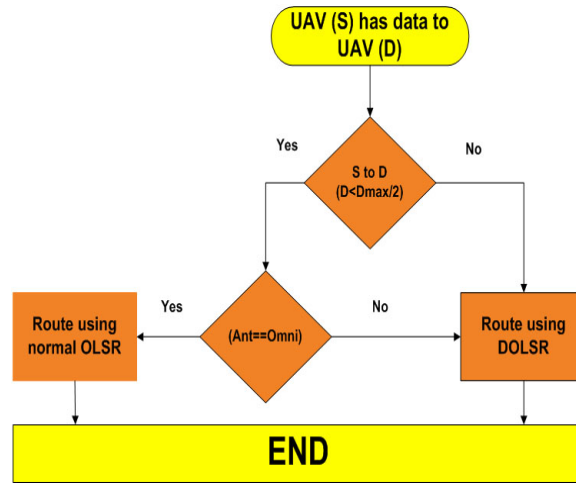 UAV (S) has data to
UAV (D)
Yes
No
S to D
(D<Dmax/2)
Yes
No
Route using
normal OLSR
(Ant==Omni)
Route using
DOLSR
END